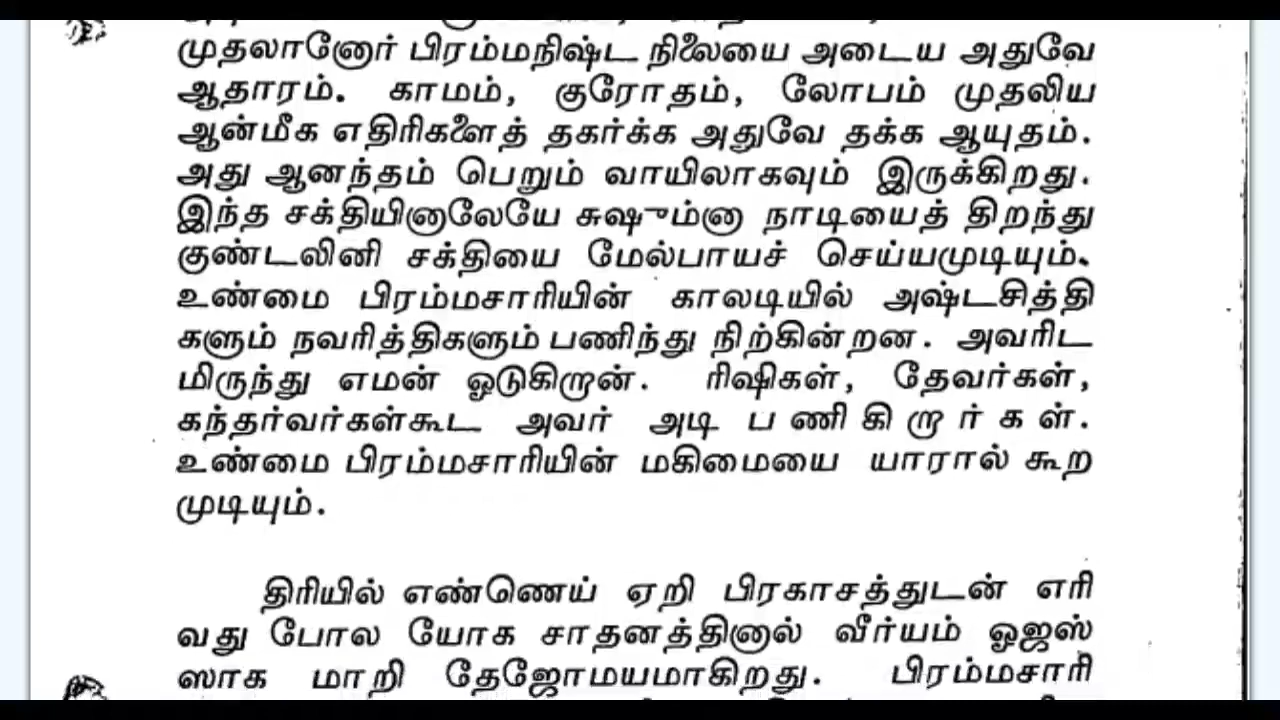 முதலானோர் பிரம்மநிஷ்ட நிலையை அடைய அதுவே
ஆதாரம். காமம், குரோதம், லோபம் முதலிய
ஆன்மீக எதிரிகளைத் தகர்க்க அதுவே தக்க ஆயுதம்.
அது ஆனந்தம் பெறும் வாயிலாகவும் இருக்கிறது.
இந்த சக்தியினாலேயே சுஷும்னா நாடியைத் திறந்து
குண்டலினி சக்தியை மேல்பாயச் செய்யமுடியும்.
உண்மை பிரம்மசாரியின் காலடியில் அஷ்டசித்தி
களும் நவரித்திகளும் பணிந்து நிற்கின்றன. அவரிட
மிருந்து எமன் ஓடுகிறான். ரிஷிகள், தேவர்கள்,
கந்தர்வர்கள்கூட அவர் அடி பணிகிறார்கள்.
உண்மை பிரம்மசாரியின் மகிமையை யாரால் கூற
முடியும்.
திரியில் எண்ணெய் ஏறி பிரகாசத்துடன் எரி
வது போல யோக சாதனத்தினால் வீர்யம் ஓஜஸ்
ஸாக மாறி தேஜோமயமாகிறது. பிரம்மசாரி